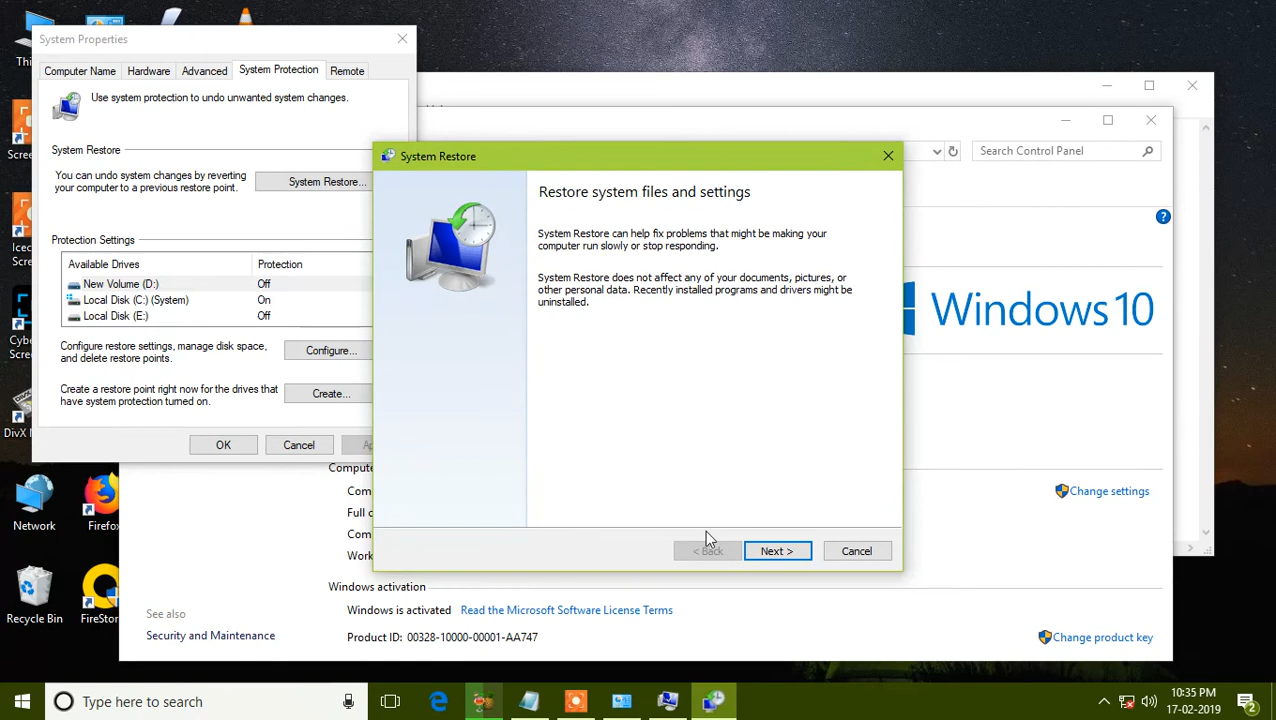 System Properties
Computer Name
Hardware
Advanced
System Protection
Remote
Use system protection to undo unwanted system changes.
System Restore
You can undo system changes by reverting
your computer to a previous restore point.
System Restore...
Protection Settings
Available Drives
Protection
New Volume (D:)
Off
Local Disk (C:) (System)
On
Local Disk (E:)
Off
Configure restore settings, manage disk space,
and delete restore points.
Configure...
Create a restore point right now for the drives that
have system protection turned on.
Create...
OK
Cancel
System Restore
Restore system files and settings
System Restore can help fix problems that might be making your
computer run slowly or stop responding.
System Restore does not affect any of your documents, pictures, or
other personal data. Recently installed programs and drivers might be
uninstalled.
< Back
Next >
Cancel
Search Control Panel
Windows 10
Change settings
Windows activation
Windows is activated
Read the Microsoft Software License Terms
Product ID: 00328-10000-00001-AA747
Change product key
See also
Security and Maintenance
Network
Firefox
Recycle Bin
Type here to search
10:35 PM
17-02-2019
2